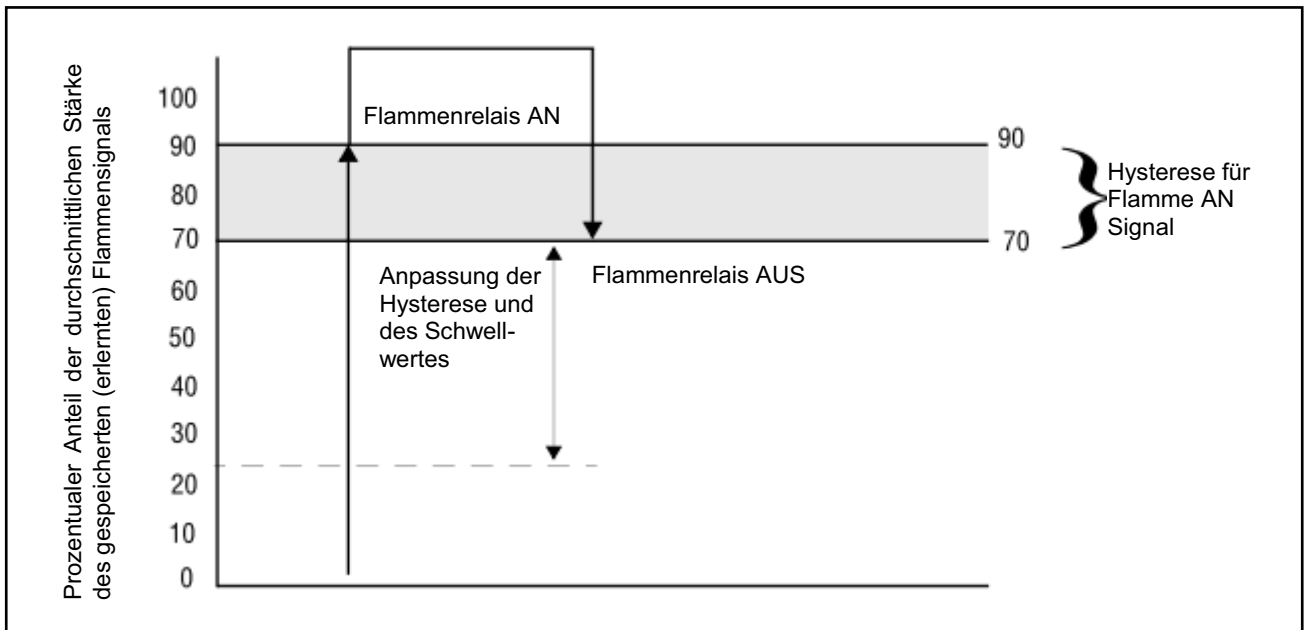 Prozentualer Anteil der durchschnittlichen Stärke
des gespeicherten (erlernten) Flammensignals
100
90
80
70
60
50
40
30
20
10
0
Flammenrelais AN
90
70
Hysterese für
Flamme AN
Signal
Anpassung der
Hysterese und
des Schwell-
wertes
Flammenrelais AUS